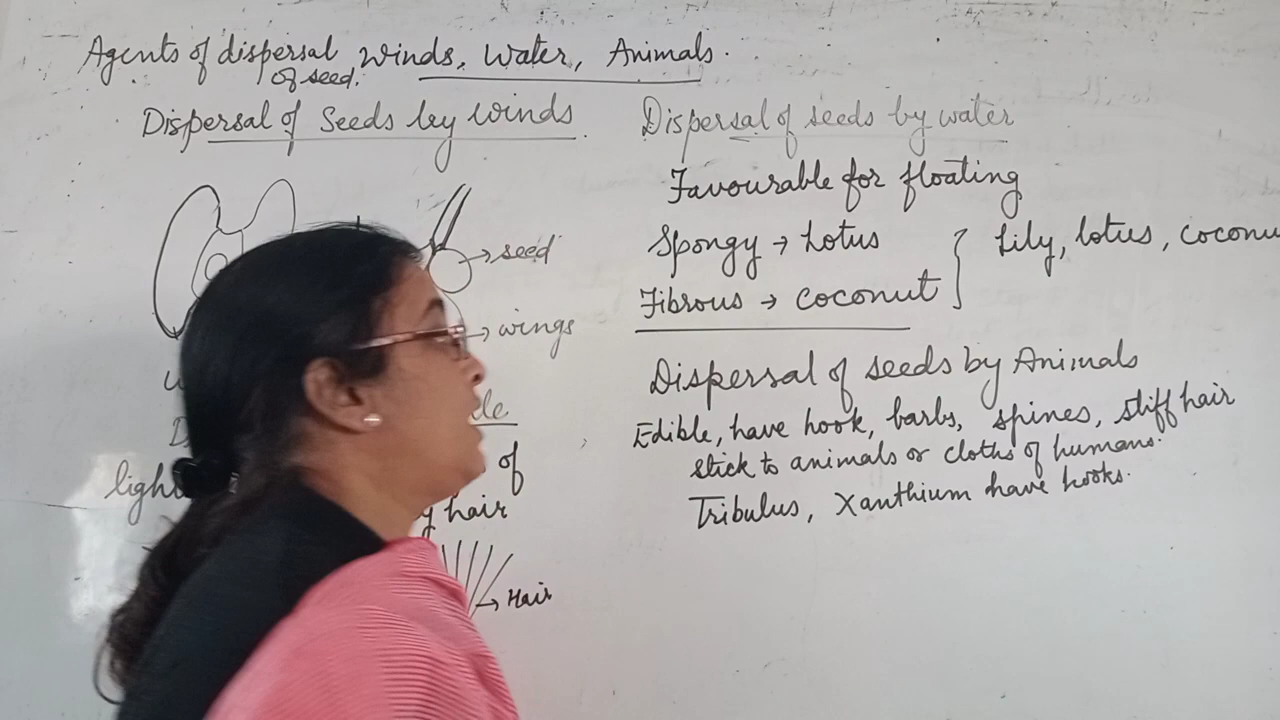 Agents of dispersal winds, water, Animals.
of seed.
Dispersal of Seeds by winds
→ seed
→ wings
of
light
hair
→ Hair
Dispersal of seeds by water
Favourable for floating
Spongy → Lotus
Fibrous → coconut } Lily, lotus, coconu
Dispersal of seeds by Animals
Edible, have hook, barbs, spines, stiff hair
stick to animals or cloths of humans.
Tribulus, Xanthium have hooks.